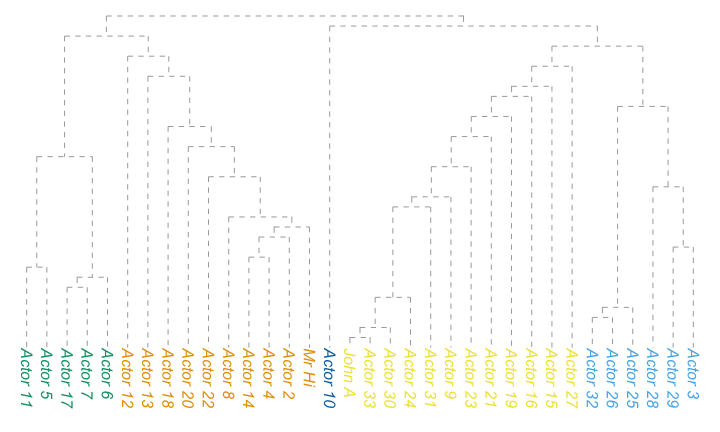 Actor 11
Actor 5
Actor 17
Actor 7
Actor 6
Actor 12
Actor 13
Actor 18
Actor 20
Actor 22
Actor 8
Actor 14
Actor 4
Actor 2
Mr Hi
Actor 10
John A
Actor 33
Actor 30
Actor 24
Actor 31
Actor 9
Actor 23
Actor 21
Actor 19
Actor 16
Actor 15
Actor 27
Actor 32
Actor 26
Actor 25
Actor 28
Actor 29
Actor 3